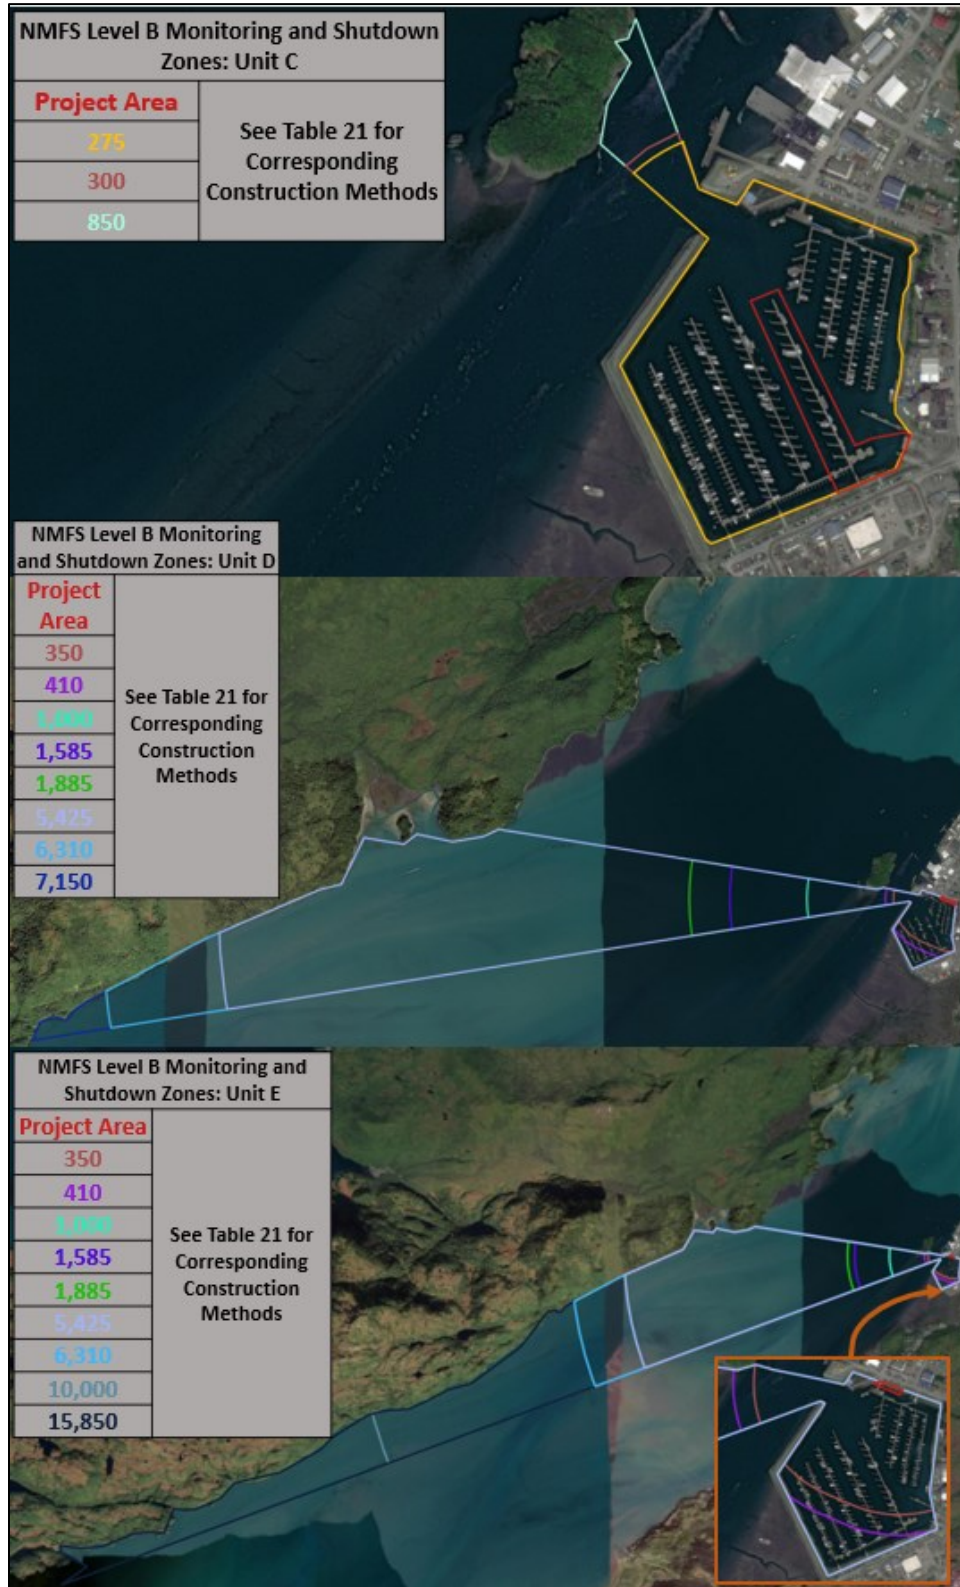 NMFS Level B Monitoring and Shutdown
Zones: Unit C
Project Area
275
300
850
See Table 21 for
Corresponding
Construction Methods
NMFS Level B Monitoring
and Shutdown Zones: Unit D
Project
Area
350
410
1,000
1,585
1,885
5,425
6,310
7,150
See Table 21 for
Corresponding
Construction
Methods
NMFS Level B Monitoring and
Shutdown Zones: Unit E
Project Area
350
410
1,000
1,585
1,885
5,425
6,310
10,000
15,850
See Table 21 for
Corresponding
Construction
Methods